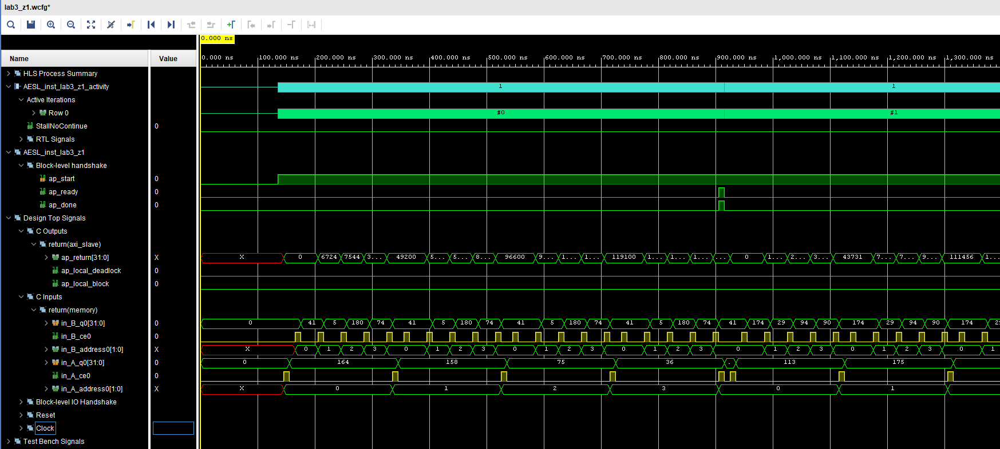 lab3_z1.wcfg*
0.000 ns
Name Value 0.000 ns 100.000 ns 200.000 ns 300.000 ns 400.000 ns 500.000 ns 600.000 ns 700.000 ns 800.000 ns 900.000 ns 1,000.000 ns 1,100.000 ns 1,200.000 ns 1,300.000 ns
HLS Process Summary
AESL_inst_lab3_z1_activity 1 1
Active Iterations
Row 0 #0 #1
StallNoContinue 0
RTL Signals
AESL_inst_lab3_z1
Block-level handshake
ap_start 0
ap_ready 0
ap_done 0
Design Top Signals
C Outputs
return(axi_slave)
ap_return[31:0] X X 0 6724 7544 3... 49200 5... 5... 8... 96600 9... 1... 1... 119100 1... 1... 1... ... 0 1... 2... 3... 43731 7... 7... 9... 111456 1...
ap_local_deadlock 0
ap_local_block 0
C Inputs
return(memory)
in_B_q0[31:0] 0 0 41 5 180 74 41 5 180 74 41 5 180 74 41 5 180 74 41 174 29 94 90 174 29 94 90 174 29
in_B_ce0 0
in_B_address0[1:0] X X 0 1 2 3 0 1 2 3 0 1 2 3 0 1 2 3 0 1 2 3 0 1 2 3 0 1
in_A_q0[31:0] 0 0 164 158 75 36 . 113 175
in_A_ce0 0
in_A_address0[1:0] X X 0 1 2 3 0 1
Block-level IO Handshake
Reset
Clock
Test Bench Signals